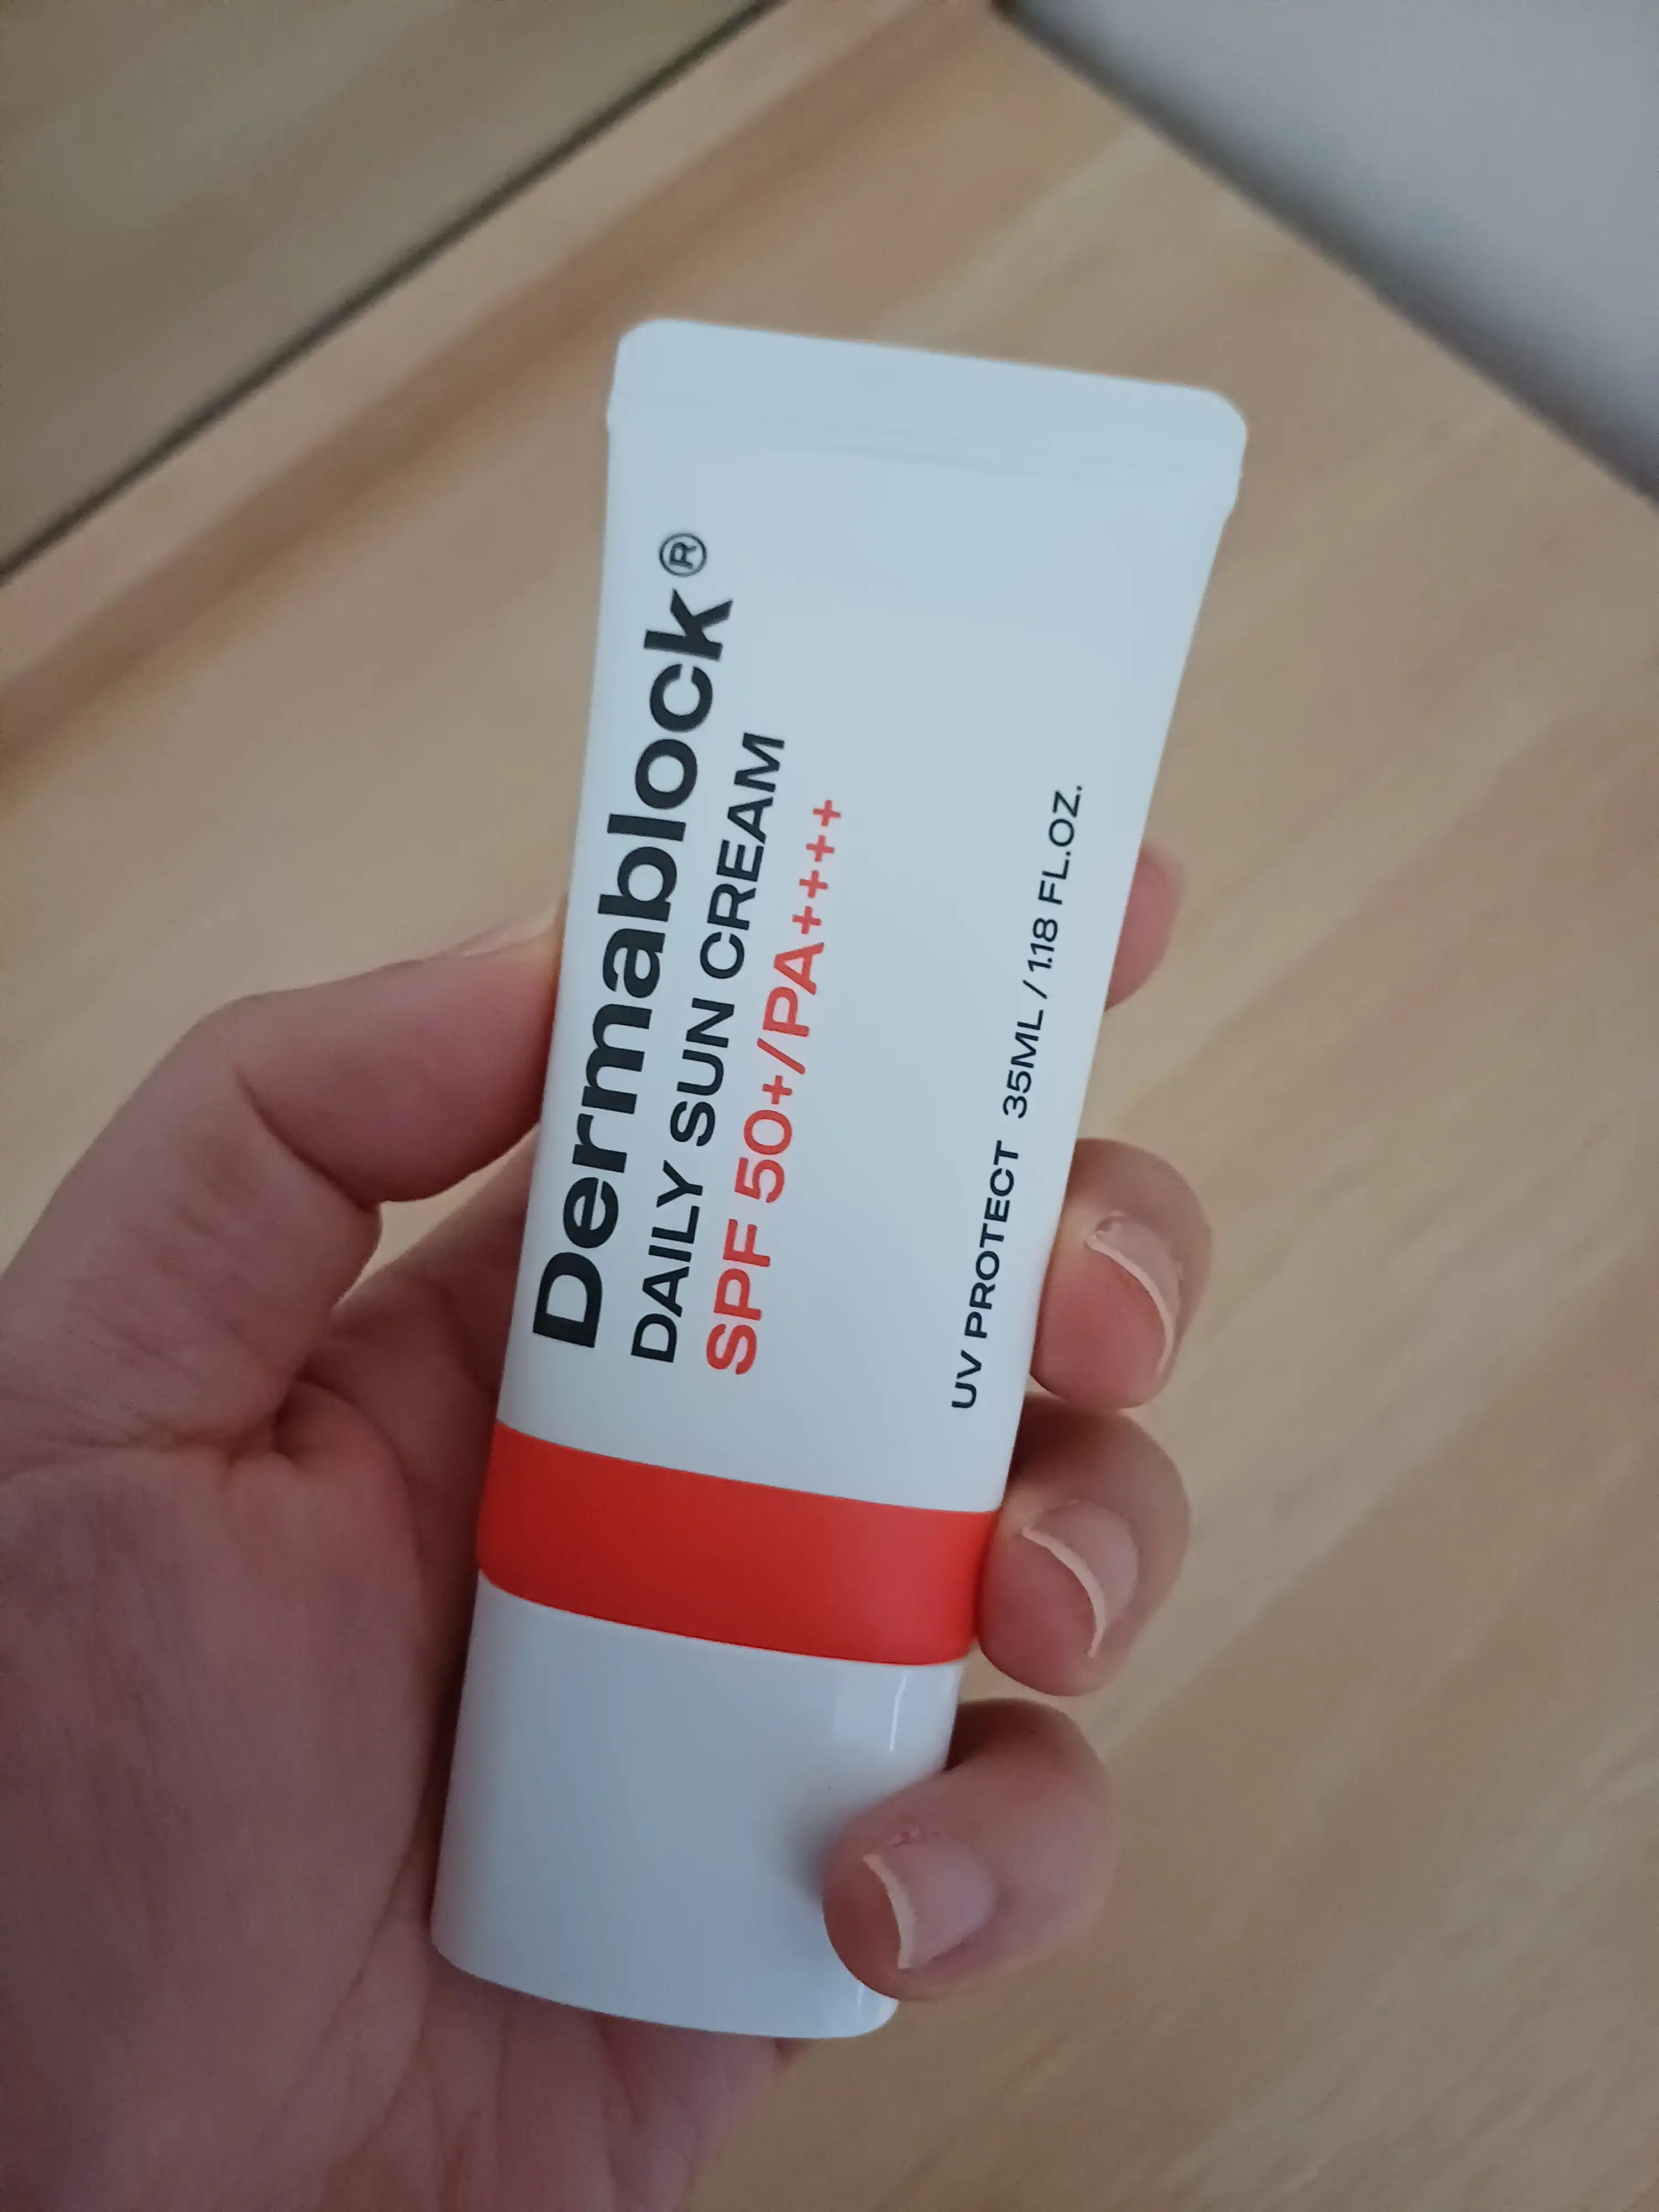 Dermablock®
DAILY SUN CREAM
SPF 50+/PA++++
UV PROTECT 35ML / 1.18 FL.OZ.